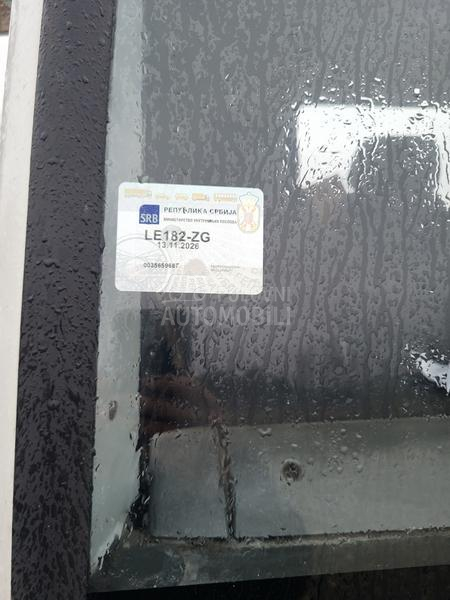 SRB
РЕПУБЛИКА СРБИЈА
МИНИСТАРСТВО УНУТРАШЊИХ ПОСЛОВА
LE182-ZG
13.11.2026
0035659687
AUTOMOBILI